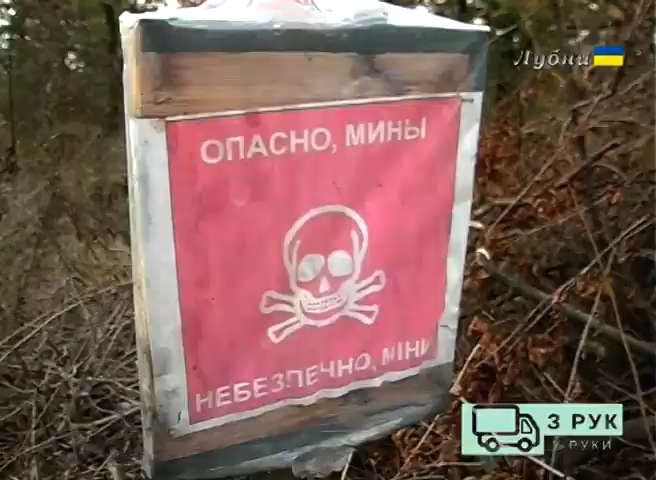 Лубни
ОПАСНО, МИНЫ
НЕБЕЗПЕЧНО, МІНИ
З РУК
У РУКИ